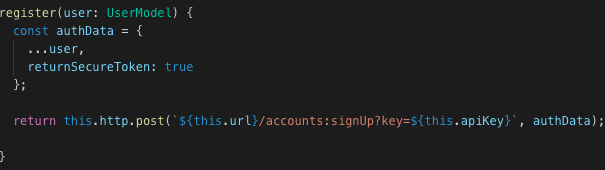 register(user: UserModel) {
const authData = {
...user,
returnSecureToken: true
};
return this.http.post(`${this.url}/accounts:signUp?key=${this.apiKey}`, authData);
}